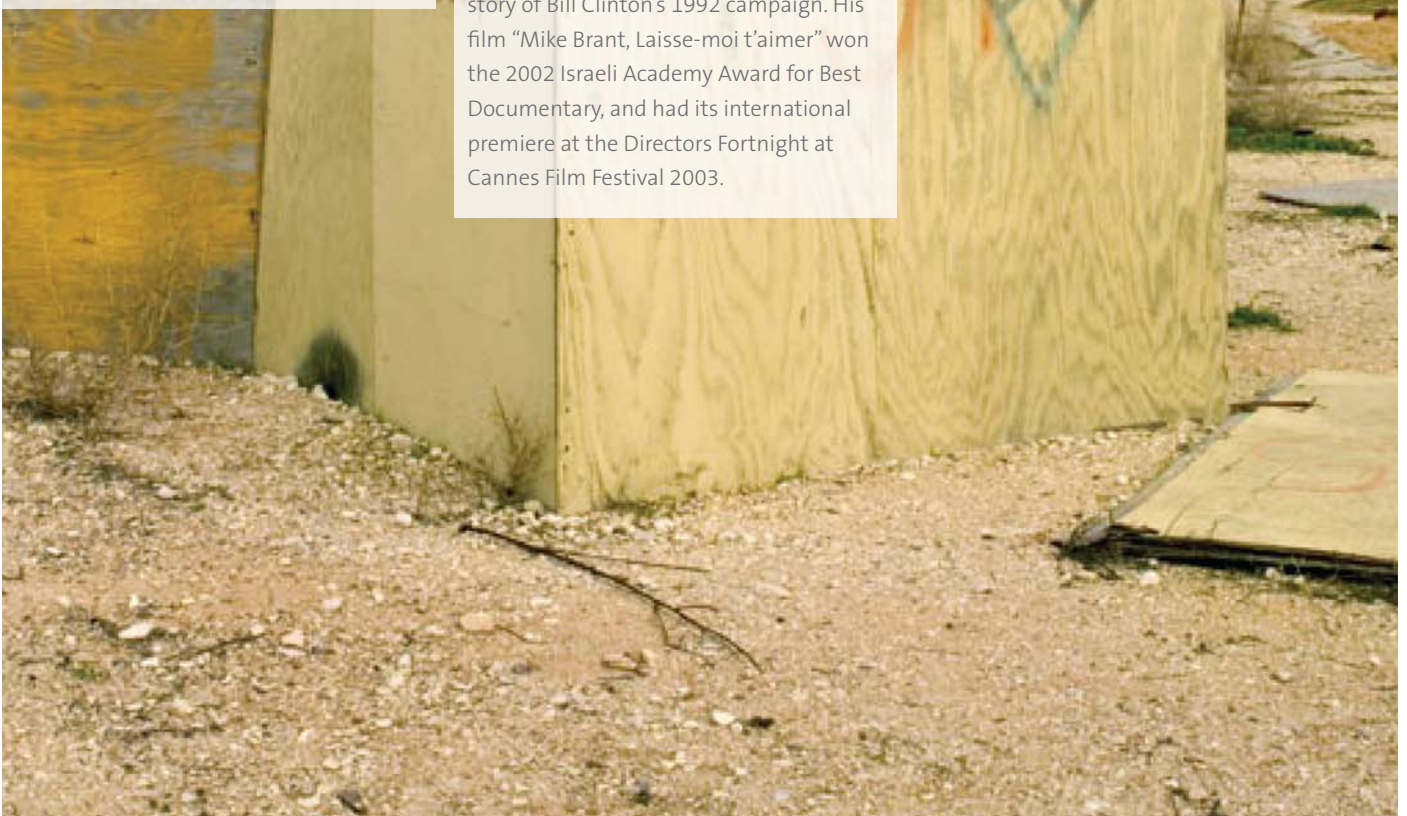 story of Bill Clinton’s 1992 campaign. His
film “Mike Brant, Laisse-moi t’aimer” won
the 2002 Israeli Academy Award for Best
Documentary, and had its international
premiere at the Directors Fortnight at
Cannes Film Festival 2003.